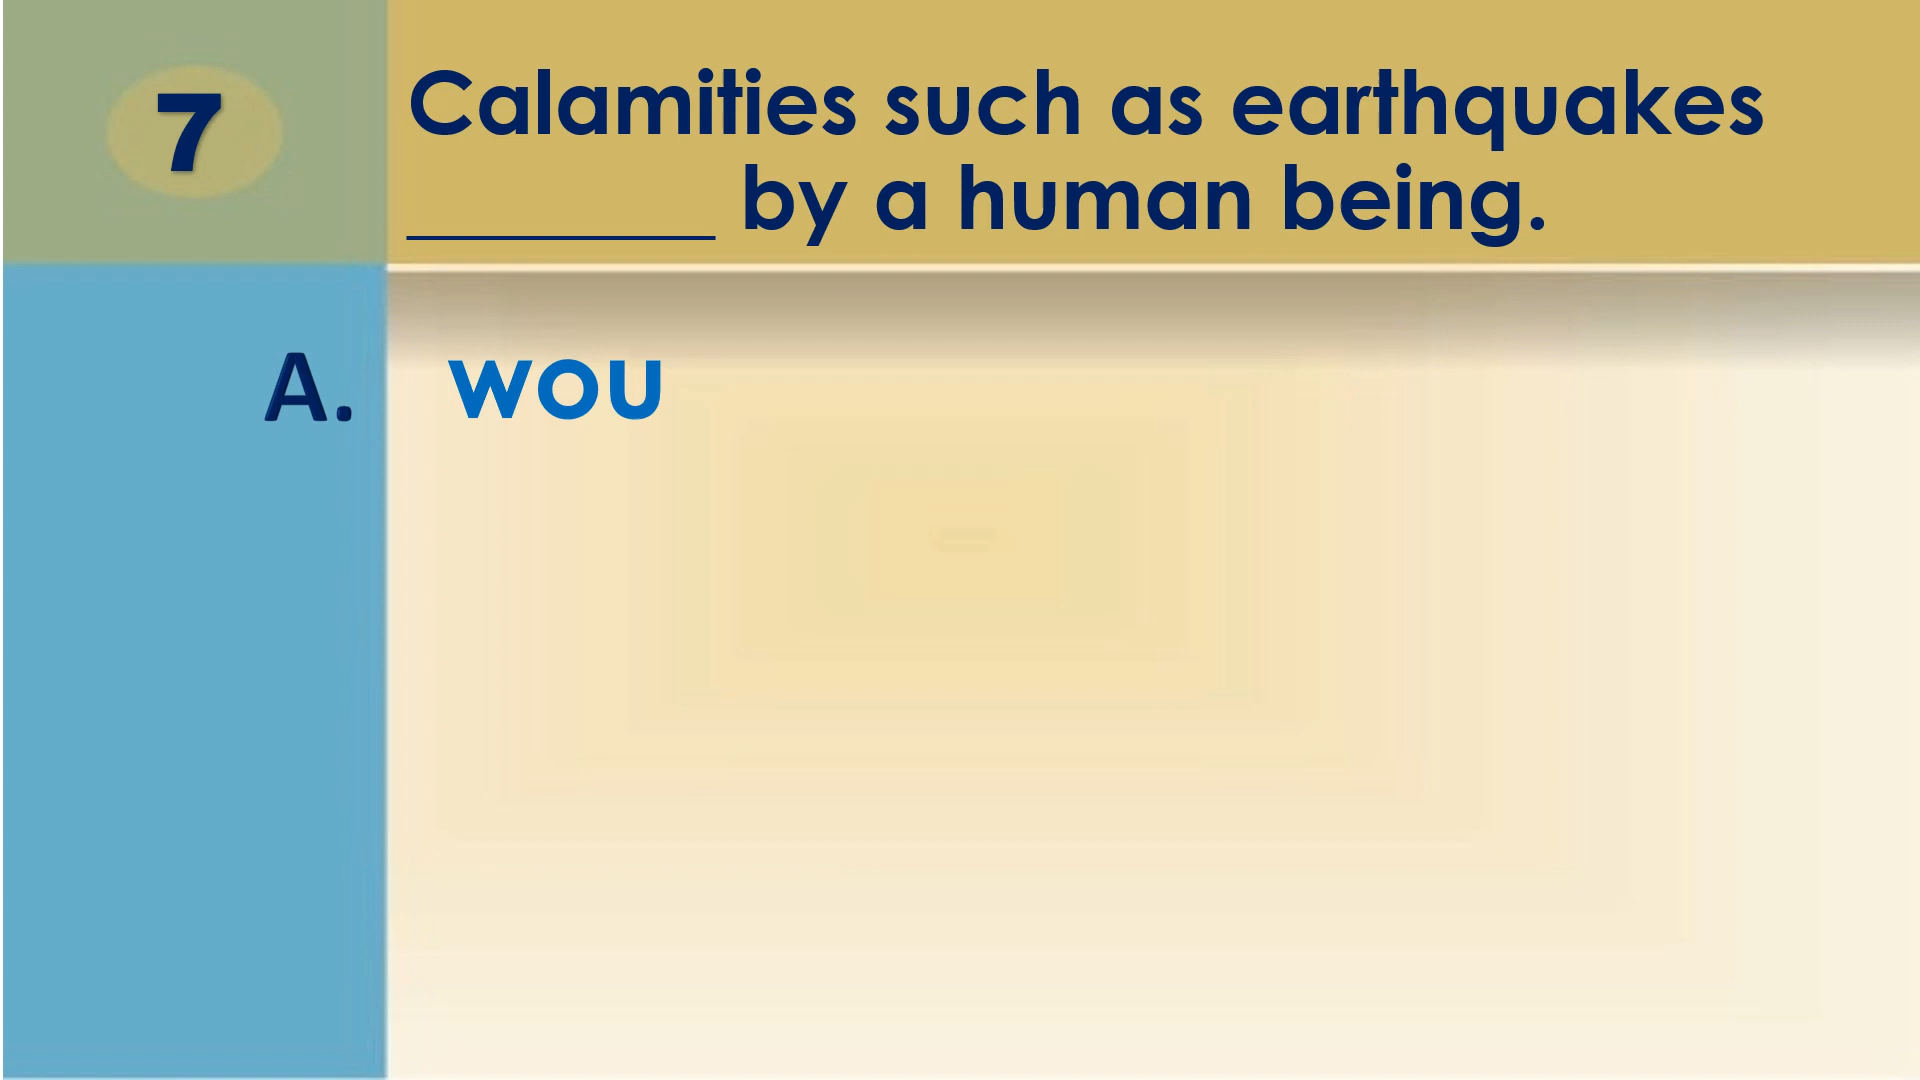 7
Calamities such as earthquakes
________ by a human being.
A. wou